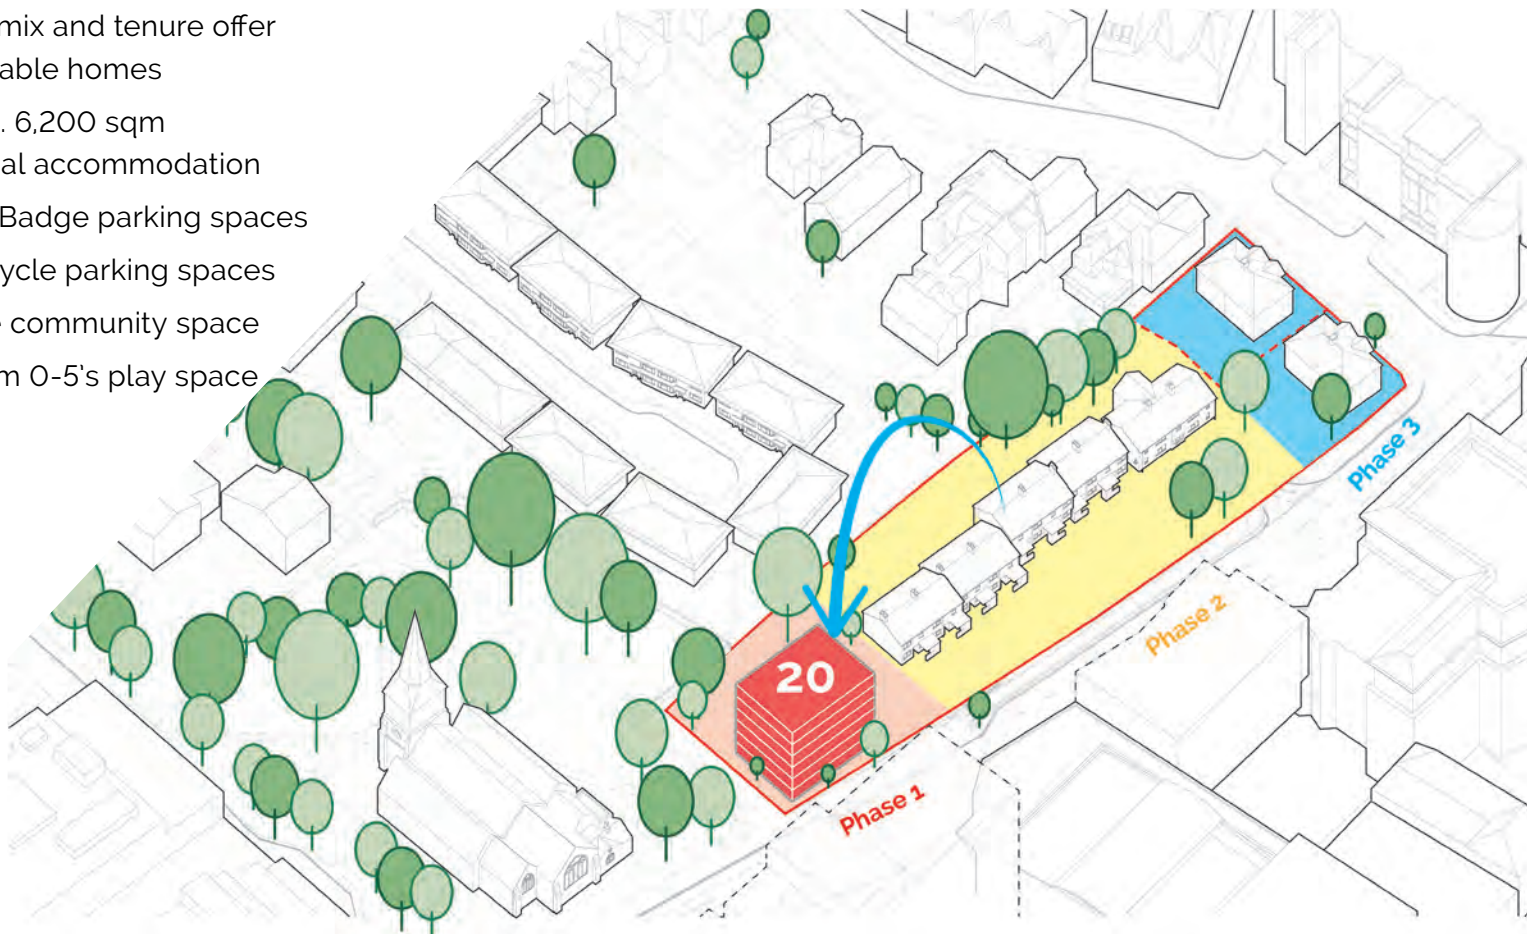 mix and tenure offer
able homes
. 6,200 sqm
al accommodation
Badge parking spaces
ycle parking spaces
e community space
m 0-5's play space
Phase 3
Phase 2
20
Phase 1